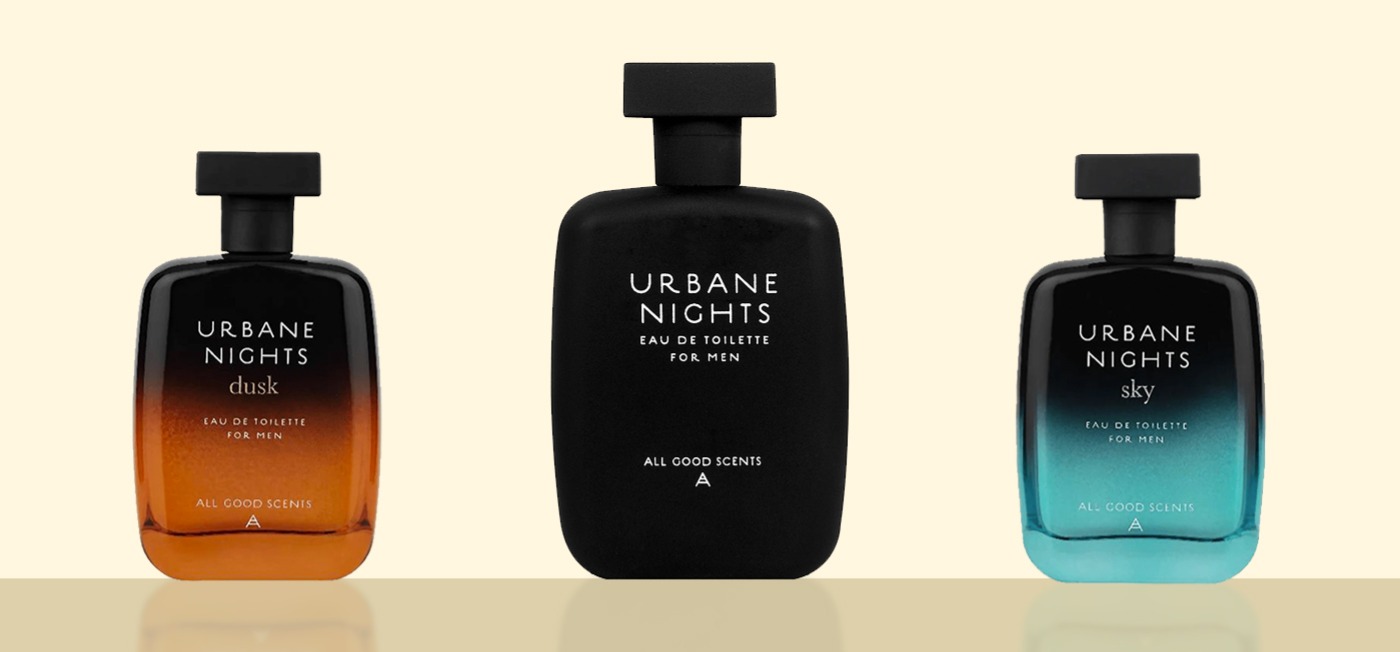 URBANE
NIGHTS
dusk
EAU DE TOILETTE
FOR MEN
ALL GOOD SCENTS
URBANE
NIGHTS
EAU DE TOILETTE
FOR MEN
ALL GOOD SCENTS
URBANE
NIGHTS
sky
EAU DE TOILETTE
FOR MEN
ALL GOOD SCENTS